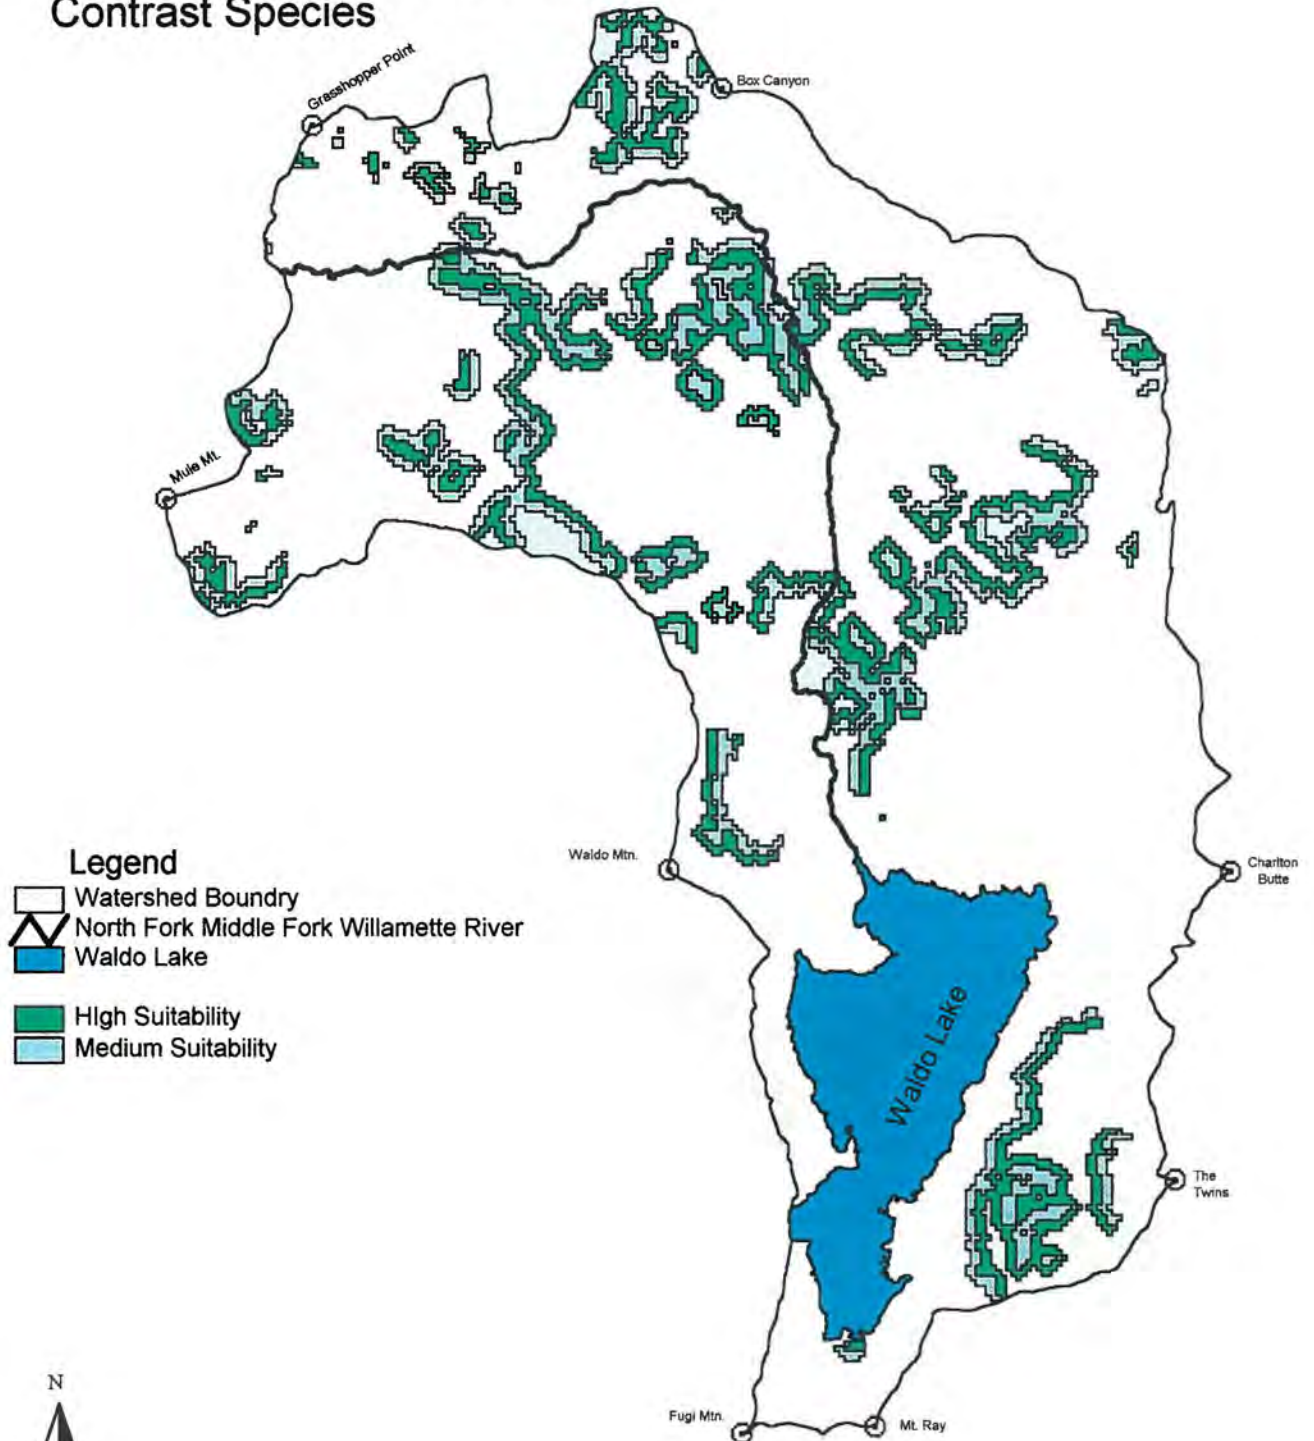 Contrast Species
Grasshopper Point
Box Canyon
Mule Mt.
Waldo Mtn.
Charlton
Butte
Legend
Watershed Boundry
North Fork Middle Fork Willamette River
Waldo Lake
HIgh Suitability
Medium Suitability
Waldo Lake
The
Twins
N
Fugi Mtn.
Mt. Ray